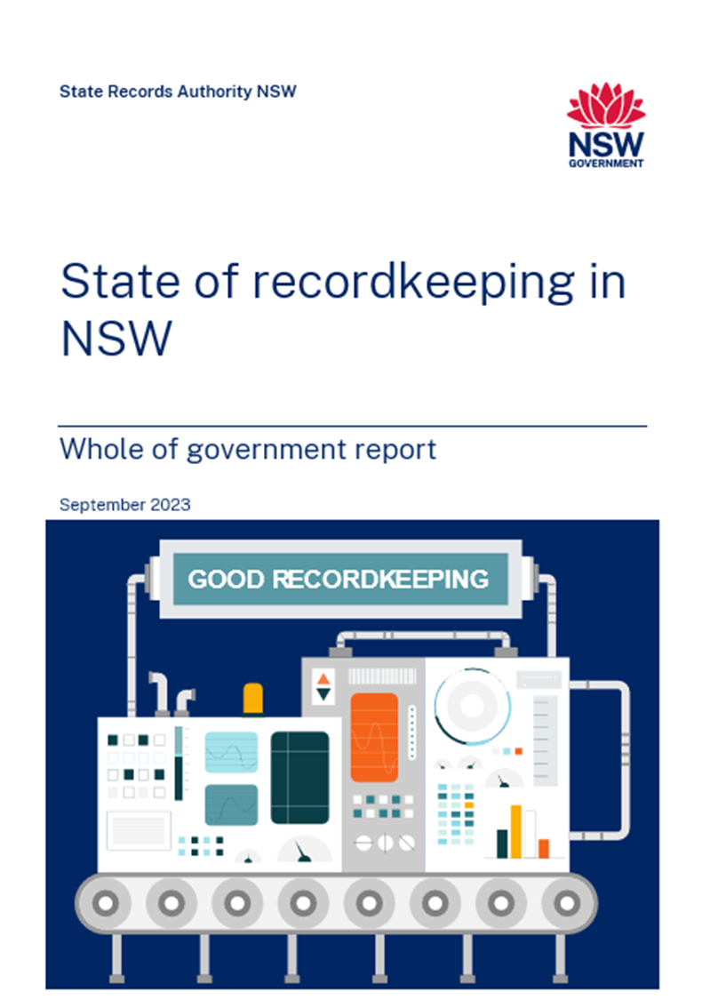 State Records Authority NSW
NSW
GOVERNMENT
State of recordkeeping in
NSW
Whole of government report
September 2023
GOOD RECORDKEEPING